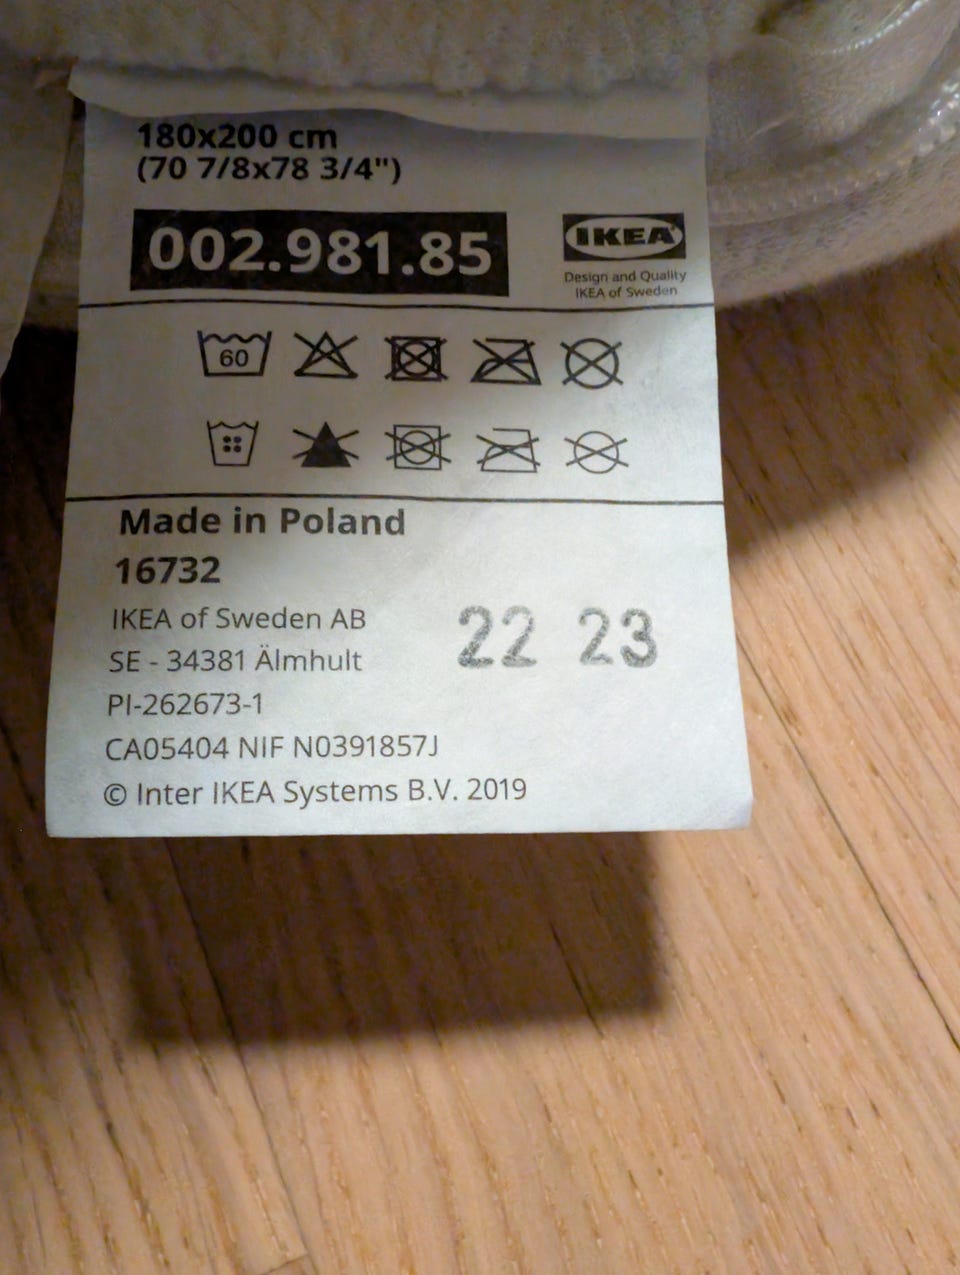 180x200 cm
(70 7/8x78 3/4")
002.981.85
IKEA
Design and Quality
IKEA of Sweden
60
Made in Poland
16732
IKEA of Sweden AB
SE - 34381 Älmhult
22 23
PI-262673-1
CA05404 NIF N0391857J
© Inter IKEA Systems B.V. 2019